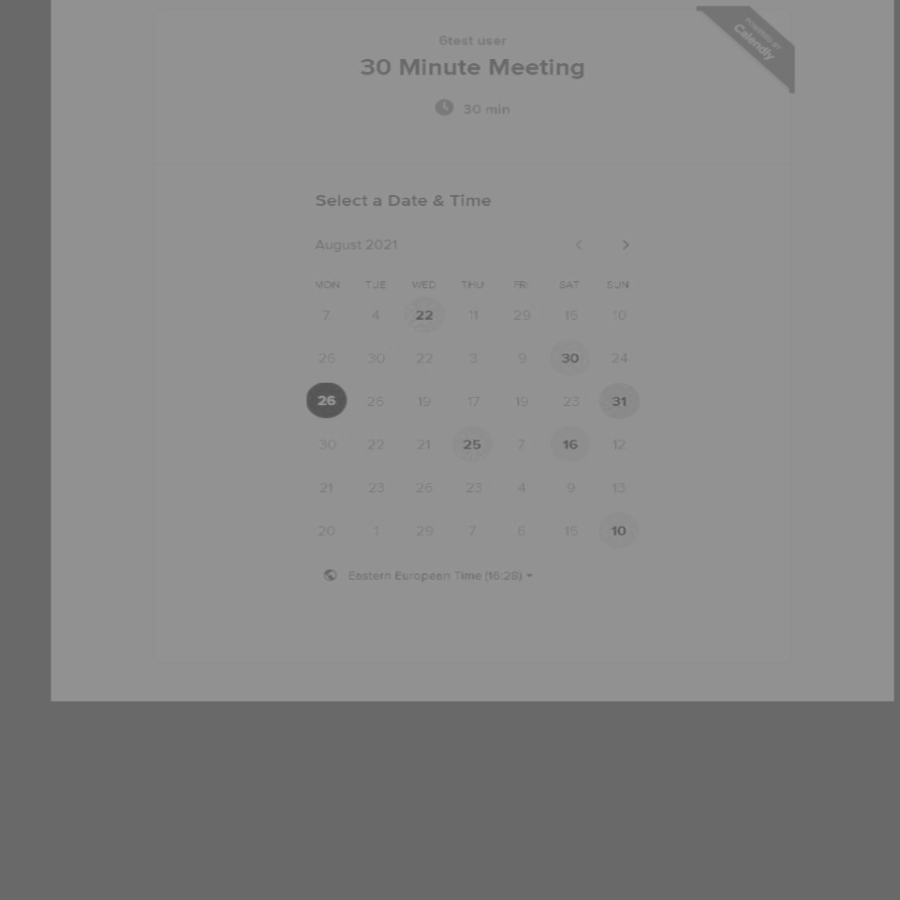 6test user
30 Minute Meeting
30 min
POWERED BY
Calendly
Select a Date & Time
August 2021
MON TUE WED THU FRI SAT SUN
7 4 22 11 29 15 10
26 30 22 3 9 30 24
26 26 19 17 19 23 31
30 22 21 25 7 16 12
21 23 26 23 4 9 13
20 1 29 7 6 15 10
Eastern European Time (16:28)